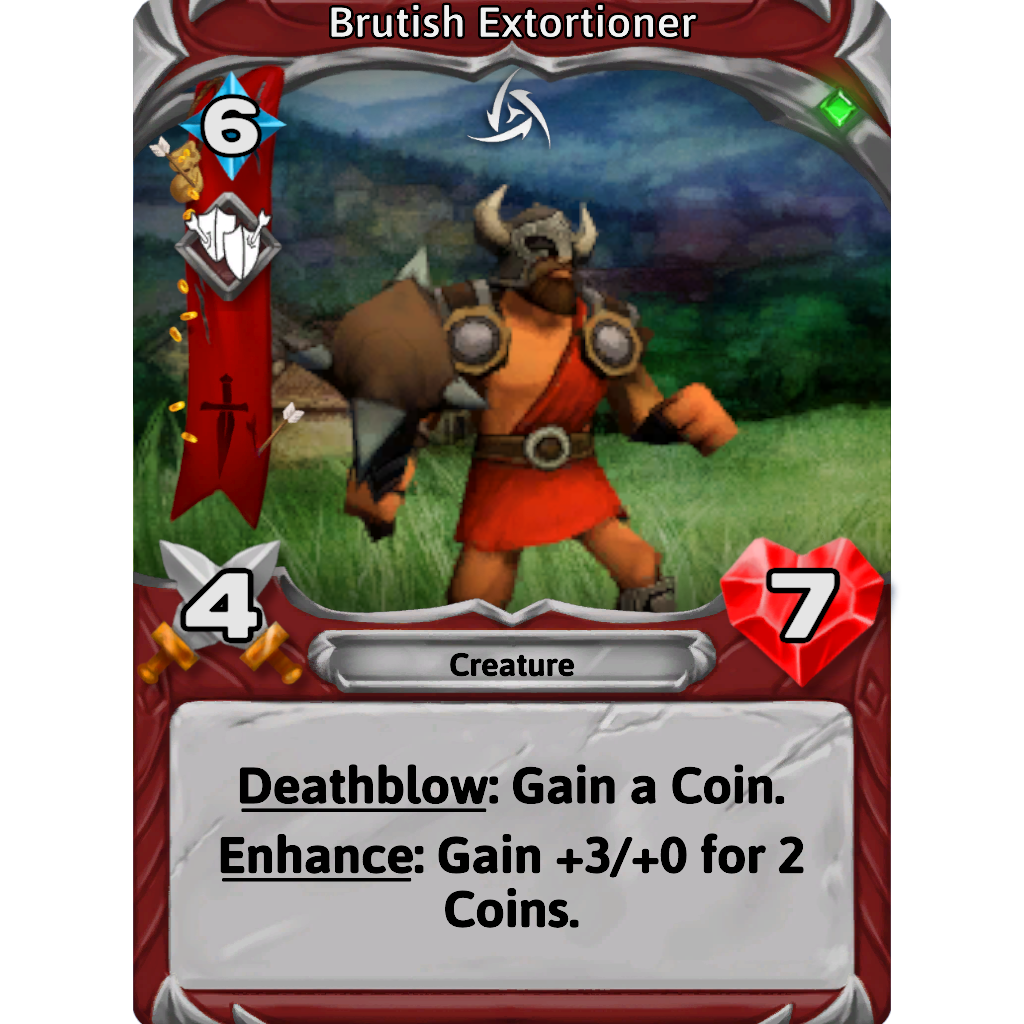 Brutish Extortioner
6
4
7
Creature
Deathblow: Gain a Coin.
Enhance: Gain +3/+0 for 2
Coins.